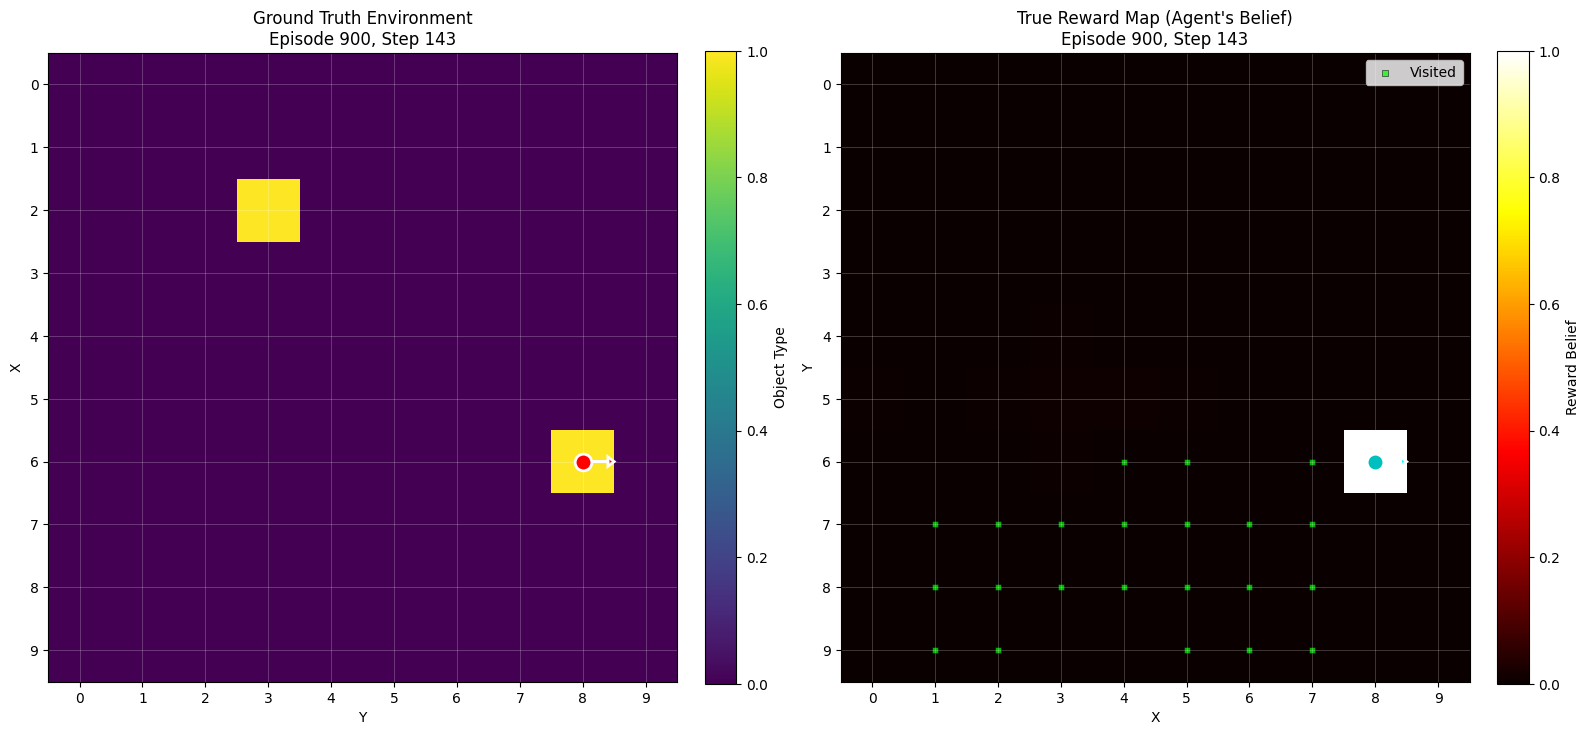 Ground Truth Environment
Episode 900, Step 143
X
0
1
2
3
4
5
6
7
8
9
0 1 2 3 4 5 6 7 8 9
Y
1.0
0.8
0.6
0.4
0.2
0.0
Object Type
True Reward Map (Agent's Belief)
Episode 900, Step 143
Visited
Y
0
1
2
3
4
5
6
7
8
9
0 1 2 3 4 5 6 7 8 9
X
1.0
0.8
0.6
0.4
0.2
0.0
Reward Belief